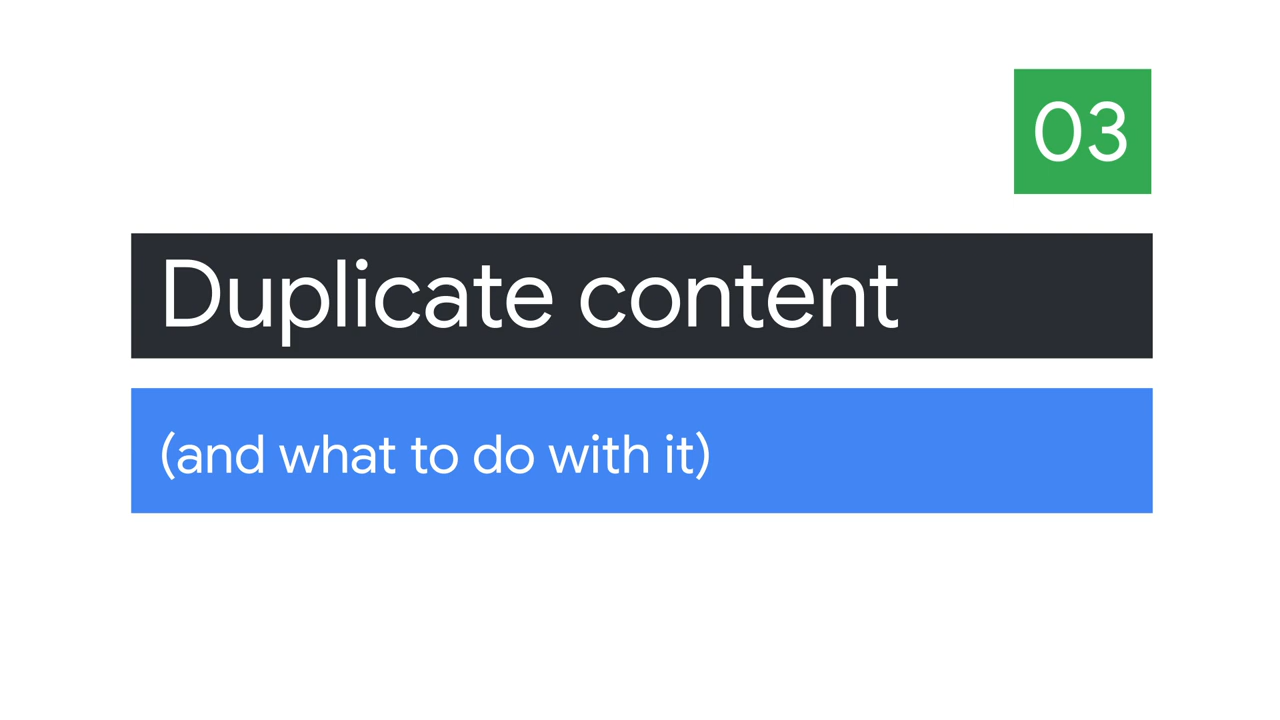 03
Duplicate content
(and what to do with it)